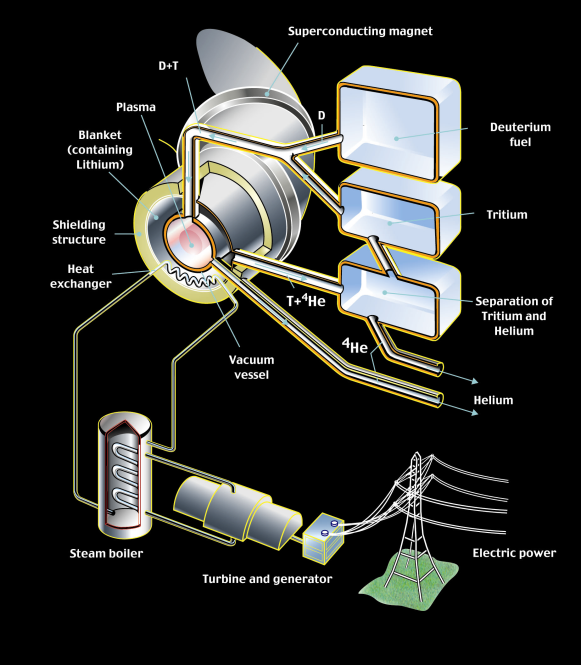 Superconducting magnet
D+T
Plasma
D
Deuterium
fuel
Blanket
(containing
Lithium)
Tritium
Shielding
structure
Heat
exchanger
T+⁴He
Separation of
Tritium and
Helium
⁴He
Vacuum
vessel
Helium
Steam boiler
Electric power
Turbine and generator